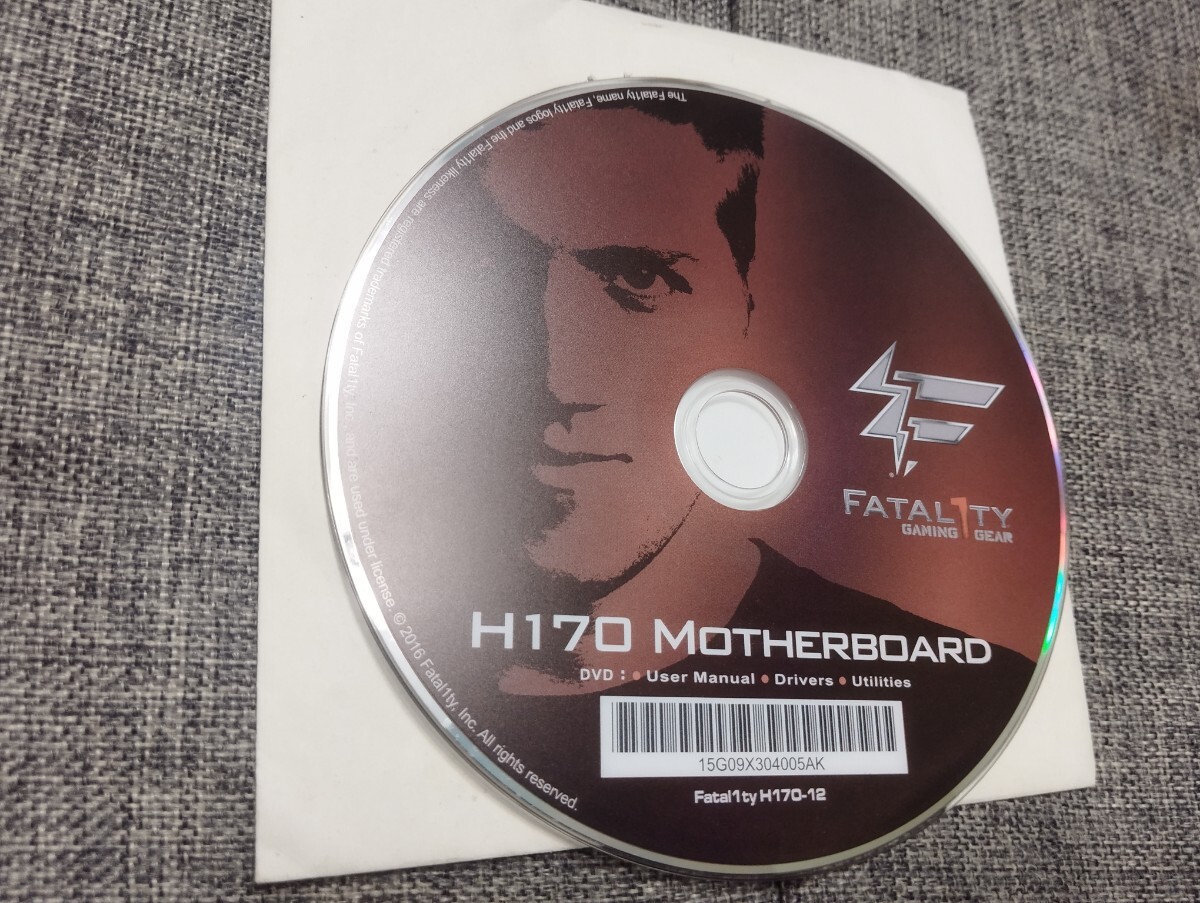 The Fatal1ty name, Fatal1ty logos and the Fatal1ty likeness are registered trademarks of Fatal1ty, Inc., and are used under license. © 2016 Fatal1ty, Inc. All rights reserved.
FATAL1TY
GAMING GEAR
H170 MOTHERBOARD
DVD : • User Manual • Drivers • Utilities
15G09X304005AK
Fatal1ty H170-12